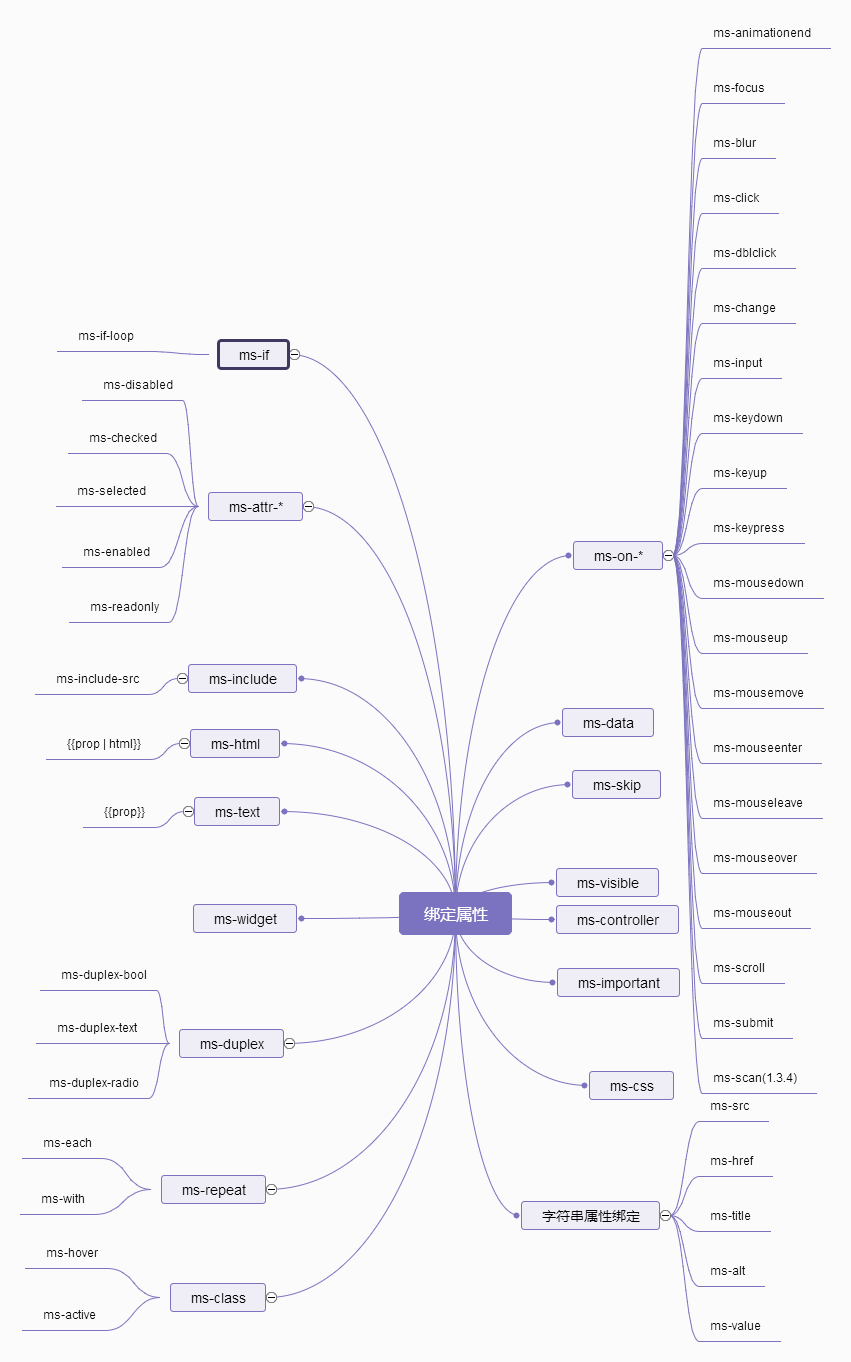 绑定属性
ms-if
ms-if-loop
ms-attr-*
ms-disabled
ms-checked
ms-selected
ms-enabled
ms-readonly
ms-include
ms-include-src
ms-html
{{prop | html}}
ms-text
{{prop}}
ms-widget
ms-duplex
ms-duplex-bool
ms-duplex-text
ms-duplex-radio
ms-repeat
ms-each
ms-with
ms-class
ms-hover
ms-active
ms-on-*
ms-animationend
ms-focus
ms-blur
ms-click
ms-dblclick
ms-change
ms-input
ms-keydown
ms-keyup
ms-keypress
ms-mousedown
ms-mouseup
ms-mousemove
ms-mouseenter
ms-mouseleave
ms-mouseover
ms-mouseout
ms-scroll
ms-submit
ms-scan(1.3.4)
ms-data
ms-skip
ms-visible
ms-controller
ms-important
ms-css
字符串属性绑定
ms-src
ms-href
ms-title
ms-alt
ms-value